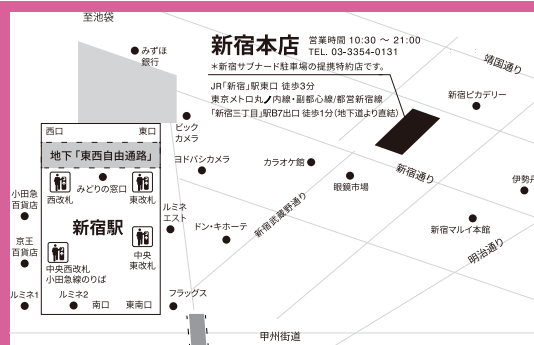 至池袋
みずほ
銀行
新宿本店
営業時間 10:30 ～ 21:00
TEL. 03-3354-0131
＊新宿サブナード駐車場の提携特約店です。
JR「新宿」駅東口 徒歩3分
東京メトロ丸ノ内線・副都心線/都営新宿線
「新宿三丁目」駅B7出口 徒歩1分(地下道より直結)
靖国通り
新宿ピカデリー
西口
東口
ビック
カメラ
地下「東西自由通路」
ヨドバシカメラ
カラオケ館
みどりの窓口
眼鏡市場
新宿通り
伊勢丹
西改札
東改札
小田急
百貨店
ルミネ
エスト
新宿武蔵野通り
新宿駅
ドン・キホーテ
新宿マルイ本館
京王
百貨店
中央
東改札
明治通り
中央西改札
小田急線のりば
ルミネ1
ルミネ2
南口
東南口
フラッグス
甲州街道